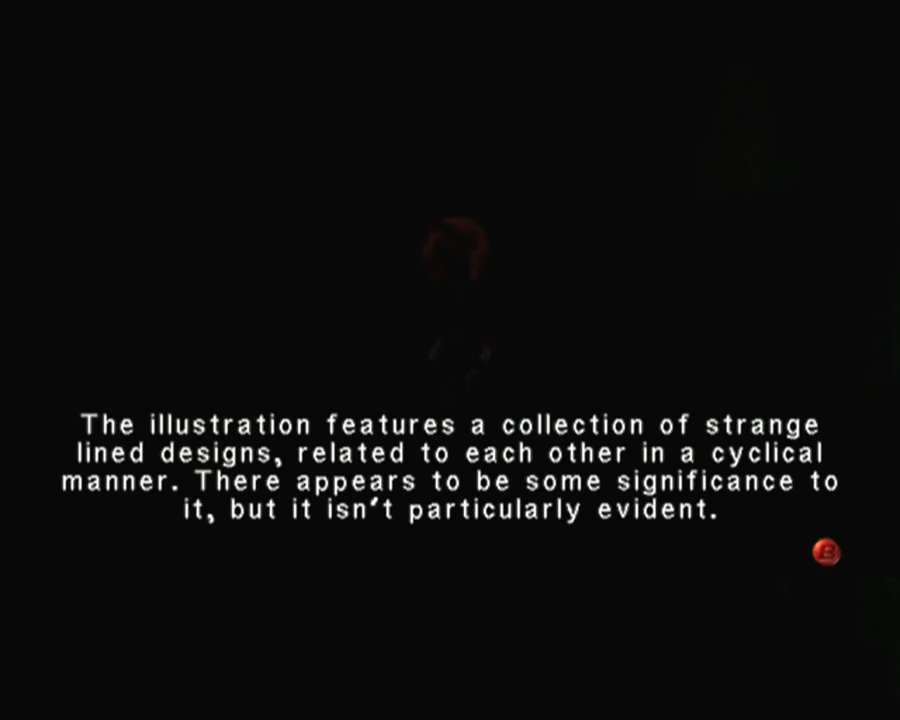 The illustration features a collection of strange
lined designs, related to each other in a cyclical
manner. There appears to be some significance to
it, but it isn't particularly evident.
B